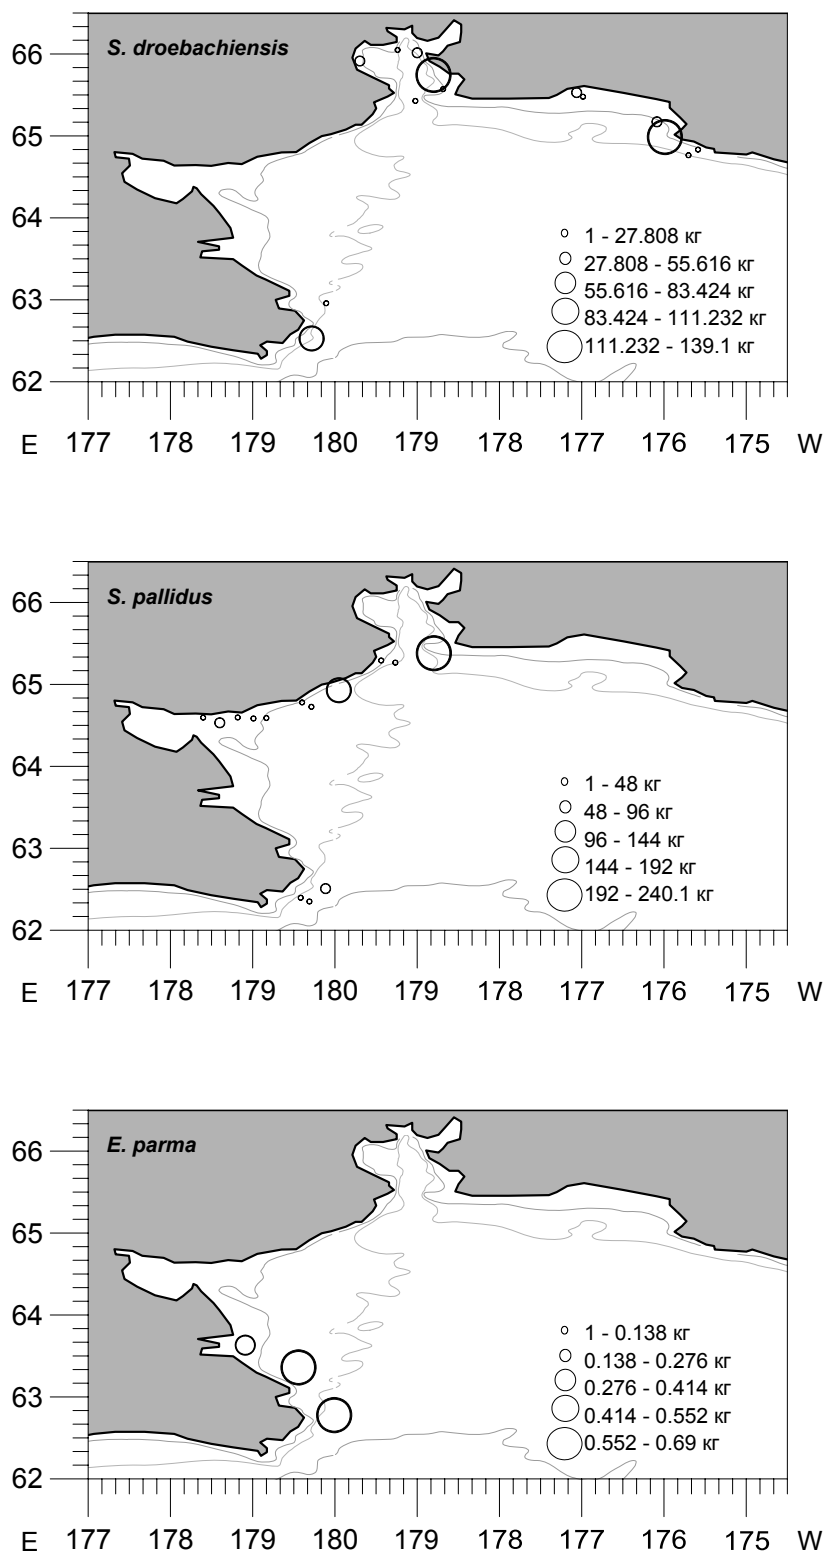 S. droebachiensis
66
65
64
63
62
1 - 27.808 кг
27.808 - 55.616 кг
55.616 - 83.424 кг
83.424 - 111.232 кг
111.232 - 139.1 кг
E 177 178 179 180 179 178 177 176 175 W
S. pallidus
66
65
64
63
62
1 - 48 кг
48 - 96 кг
96 - 144 кг
144 - 192 кг
192 - 240.1 кг
E 177 178 179 180 179 178 177 176 175 W
E. parma
66
65
64
63
62
1 - 0.138 кг
0.138 - 0.276 кг
0.276 - 0.414 кг
0.414 - 0.552 кг
0.552 - 0.69 кг
E 177 178 179 180 179 178 177 176 175 W